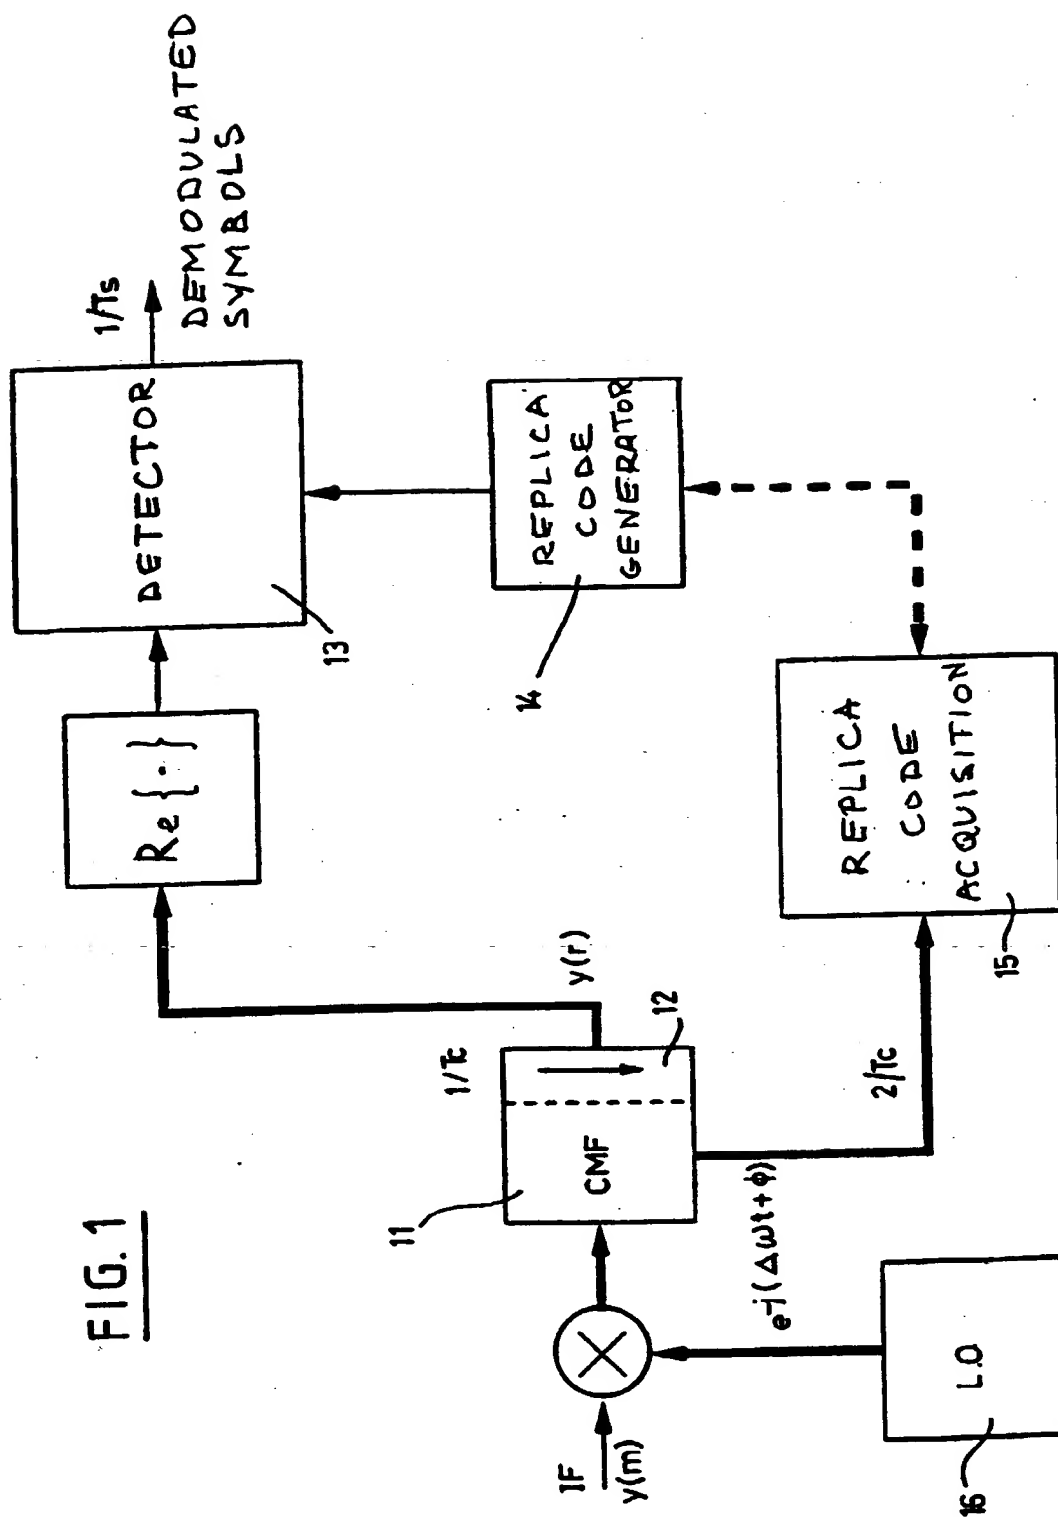 FIG. 1
IF
y(m)
L.O
16
e-j(Δωt+φ)
11
CMF
12
1/Tc
y(r)
2/Tc
Re{·}
REPLICA
CODE
ACQUISITION
15
DETECTOR
13
REPLICA
CODE
GENERATOR
14
1/Ts
DEMODULATED
SYMBOLS